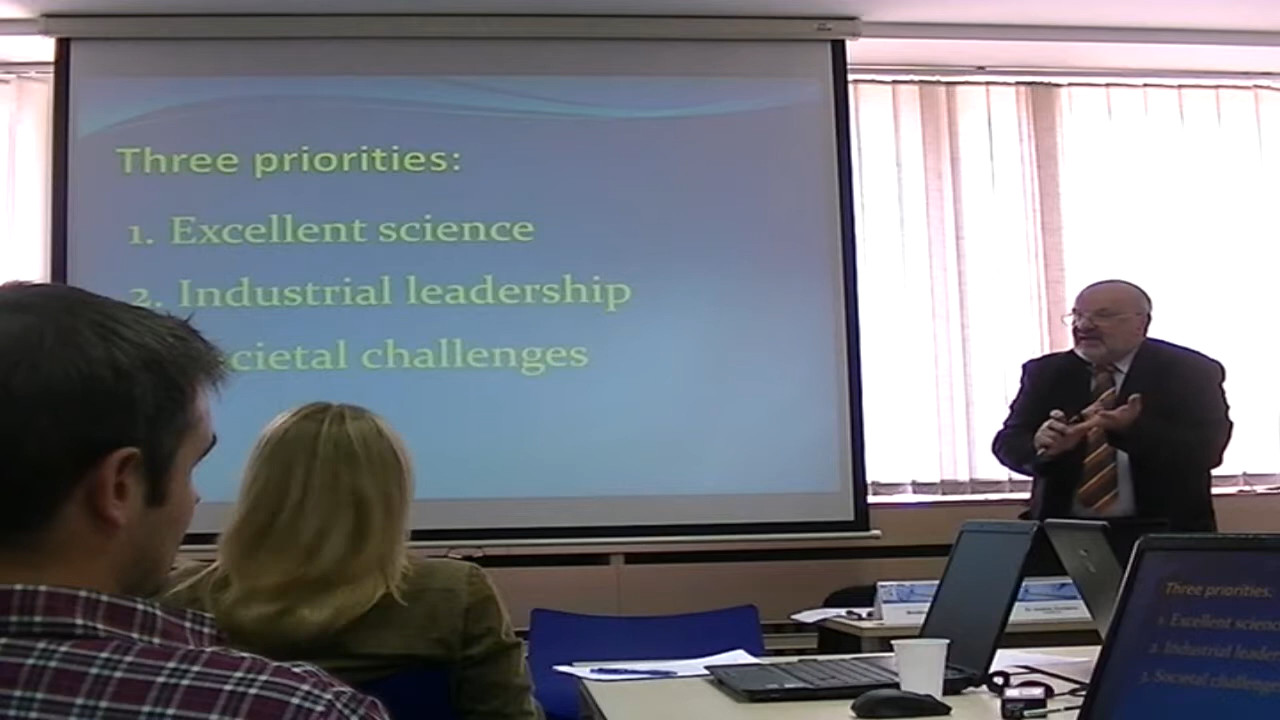 Three priorities:
1. Excellent science
2. Industrial leadership
cietal challenges
Three priorities:
1. Excellent scienc
2. Industrial leader
3. Societal challeng